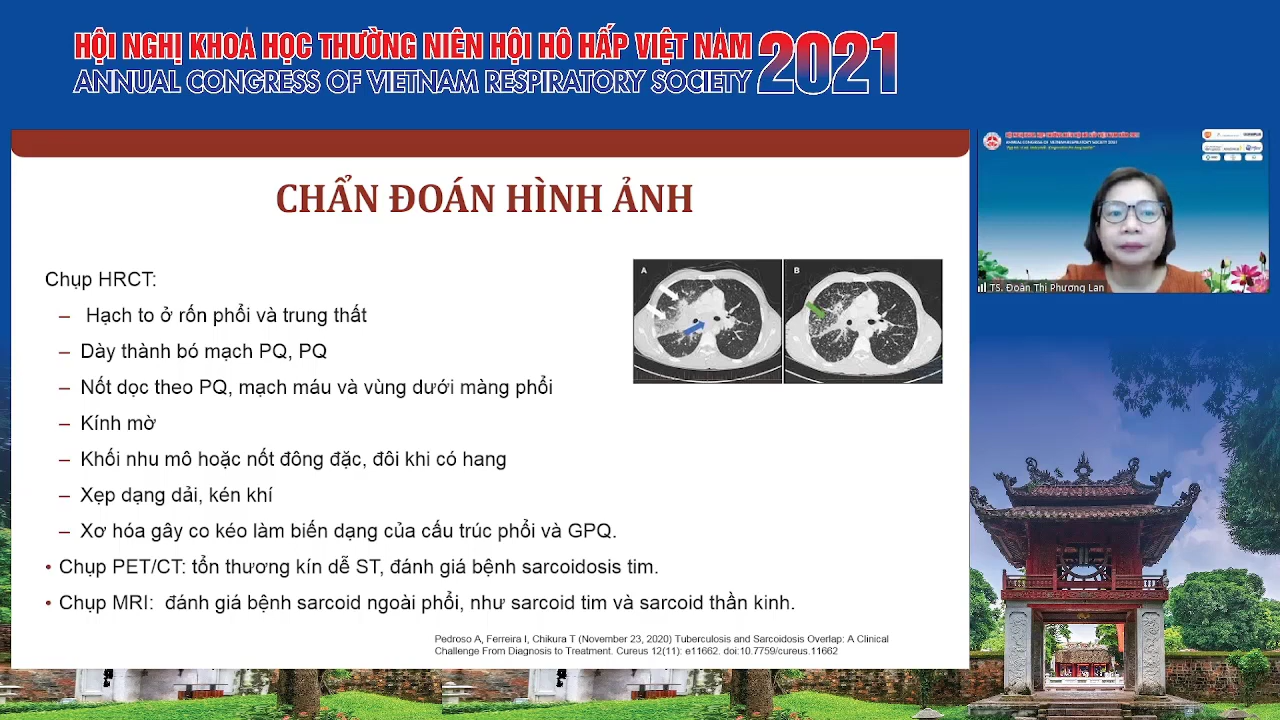 HỘI NGHỊ KHOA HỌC THƯỜNG NIÊN HỘI HÔ HẤP VIỆT NAM 2021
ANNUAL CONGRESS OF VIETNAM RESPIRATORY SOCIETY
CHẨN ĐOÁN HÌNH ẢNH
Chụp HRCT:
– Hạch to ở rốn phổi và trung thất
– Dày thành bó mạch PQ, PQ
– Nốt dọc theo PQ, mạch máu và vùng dưới màng phổi
– Kính mờ
– Khối nhu mô hoặc nốt đông đặc, đôi khi có hang
– Xẹp dạng dải, kén khí
– Xơ hóa gây co kéo làm biến dạng của cấu trúc phổi và GPQ.
• Chụp PET/CT: tổn thương kín dễ ST, đánh giá bệnh sarcoidosis tim.
• Chụp MRI: đánh giá bệnh sarcoid ngoài phổi, như sarcoid tim và sarcoid thần kinh.
A
B
Pedroso A, Ferreira I, Chikura T (November 23, 2020) Tuberculosis and Sarcoidosis Overlap: A Clinical
Challenge From Diagnosis to Treatment. Cureus 12(11): e11662. doi:10.7759/cureus.11662
ANNUAL CONGRESS OF VIETNAM RESPIRATORY SOCIETY 2021
TS. Đoàn Thị Phương Lan